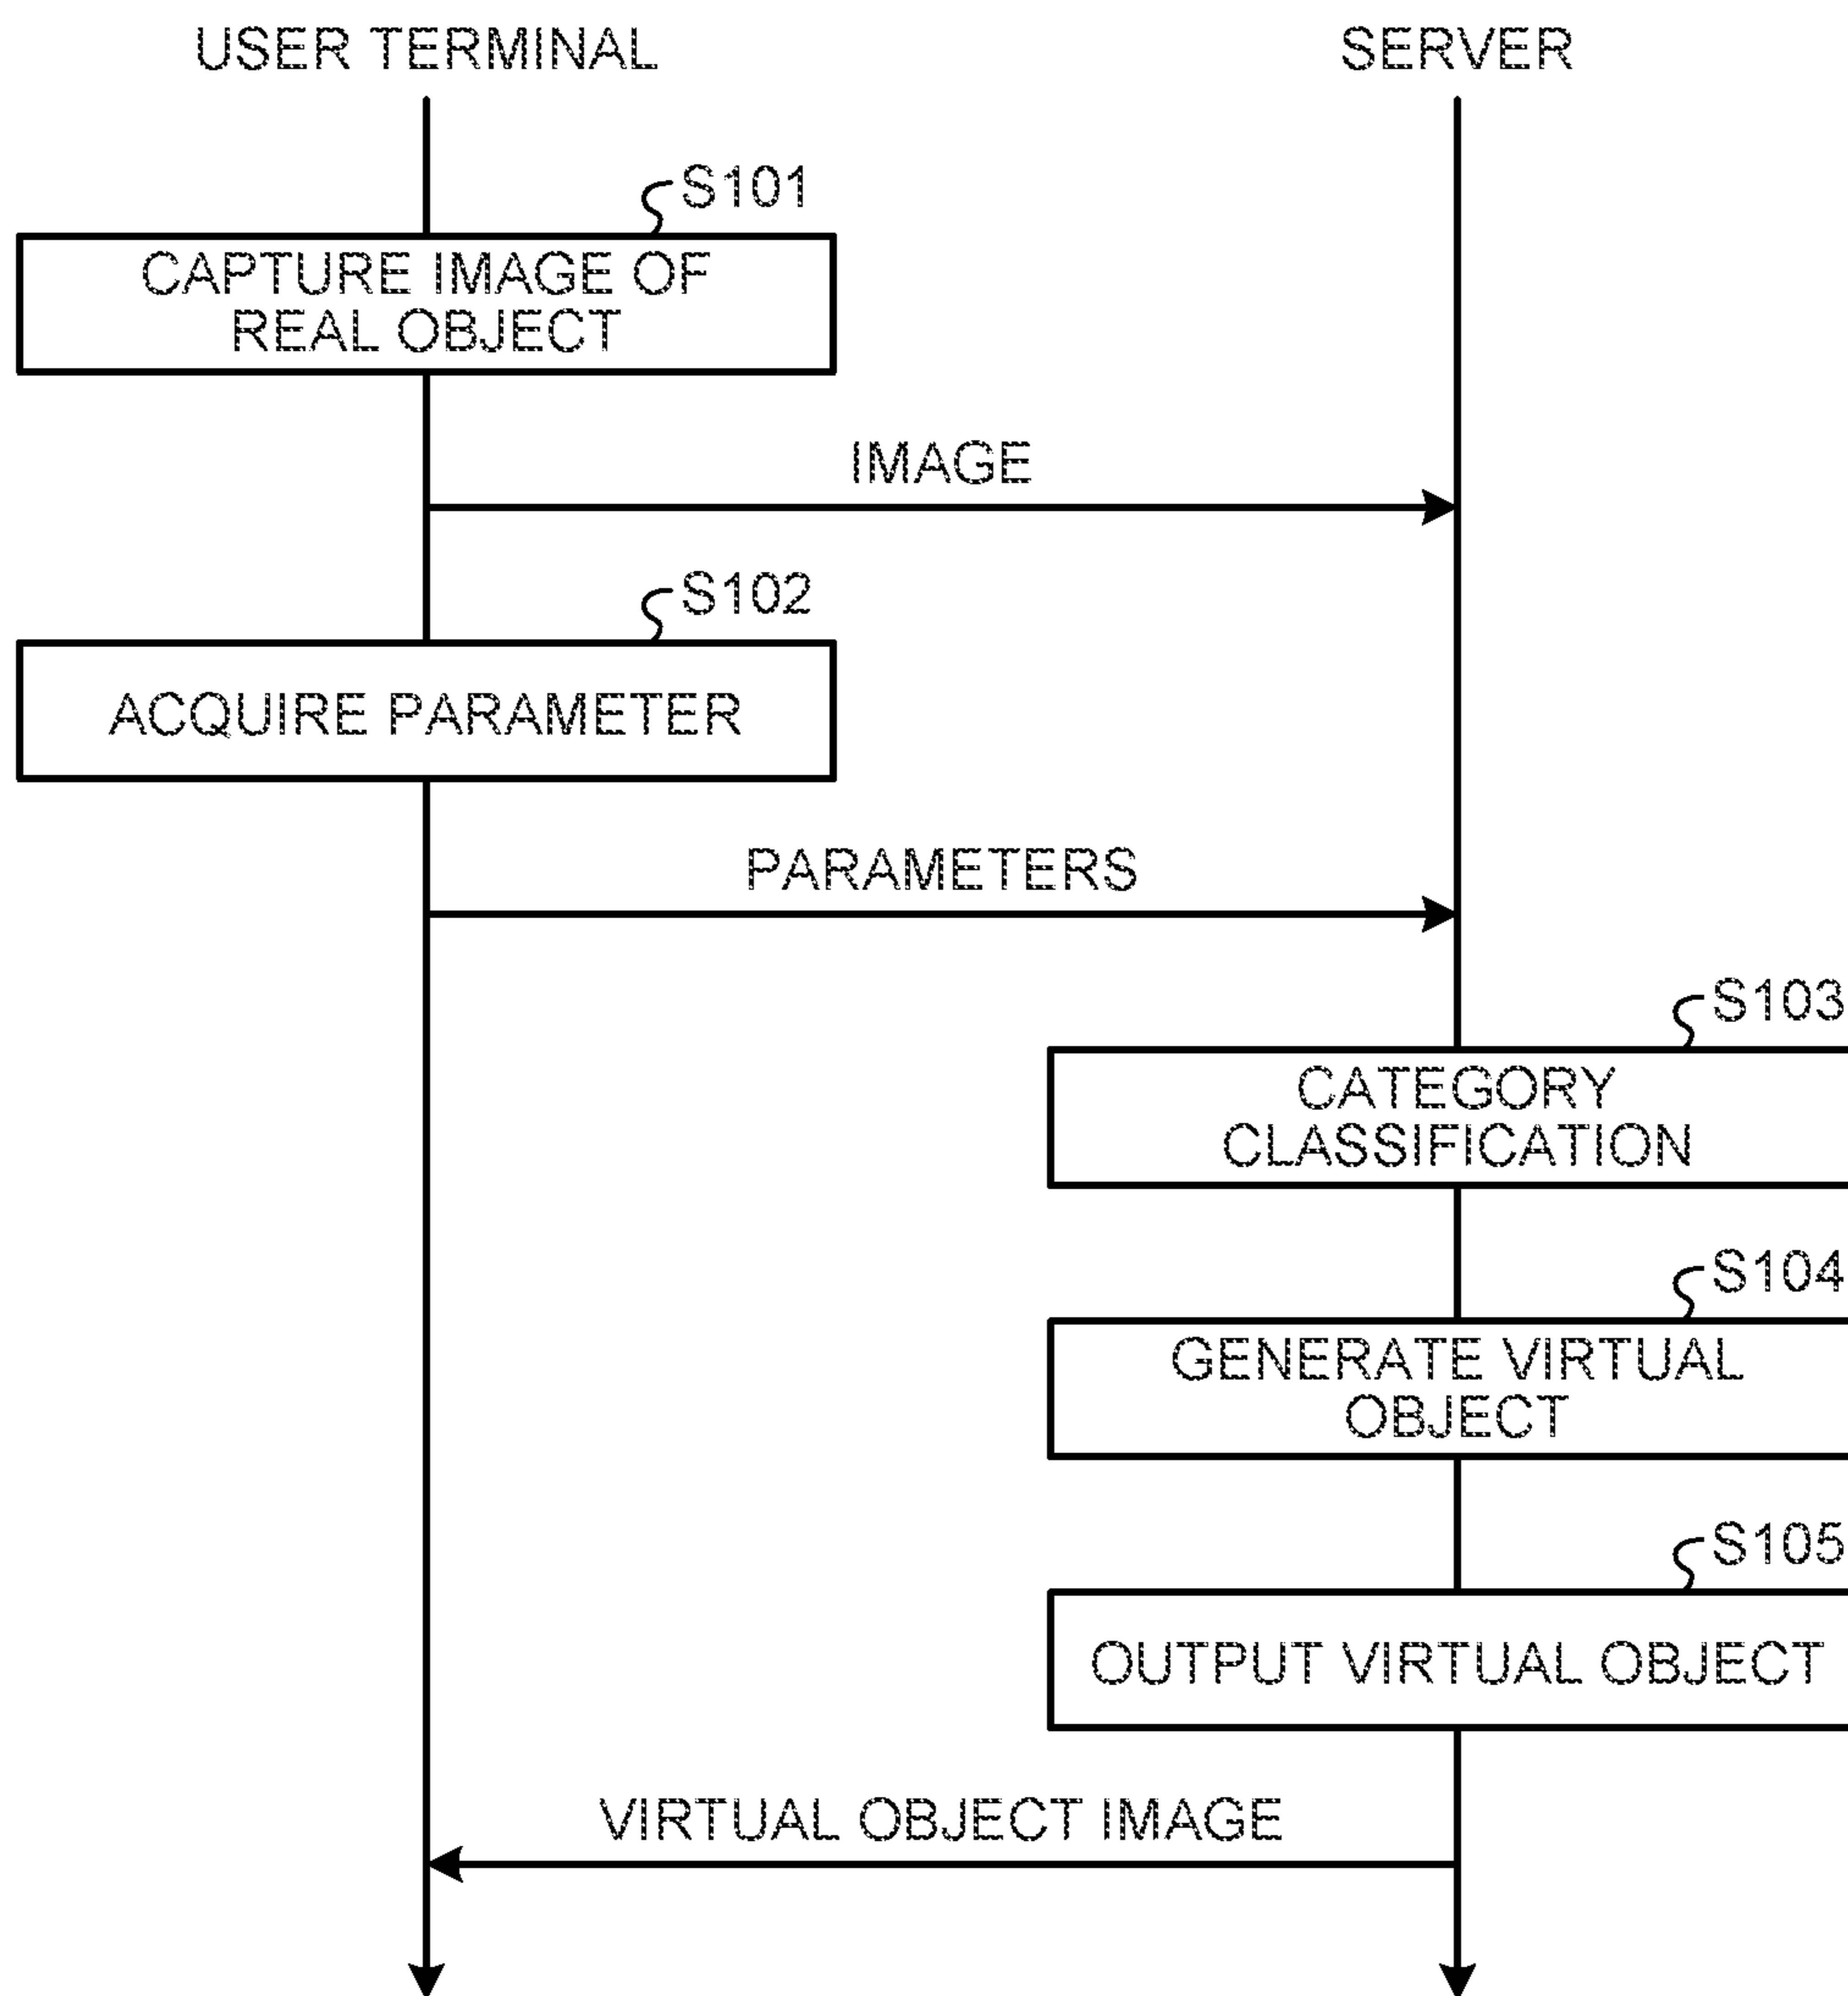 USER TERMINAL
SERVER
S101
CAPTURE IMAGE OF
REAL OBJECT
IMAGE
S102
ACQUIRE PARAMETER
PARAMETERS
S103
CATEGORY
CLASSIFICATION
S104
GENERATE VIRTUAL
OBJECT
S105
OUTPUT VIRTUAL OBJECT
VIRTUAL OBJECT IMAGE